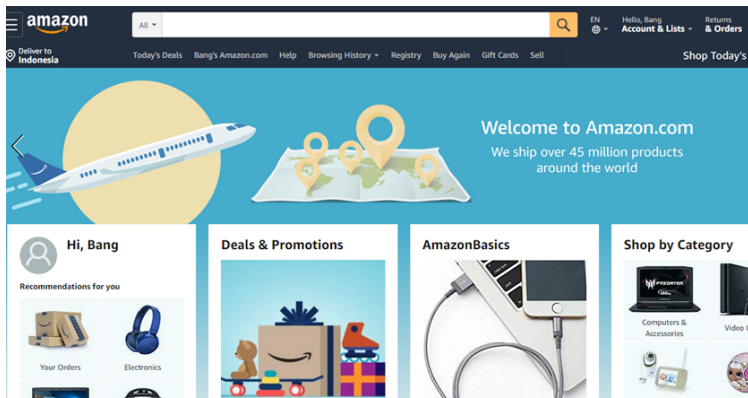 amazon
All
EN
Hello, Bang
Account & Lists
Returns
& Orders
Deliver to
Indonesia
Today's Deals
Bang's Amazon.com
Help
Browsing History
Registry
Buy Again
Gift Cards
Sell
Shop Today's
Welcome to Amazon.com
We ship over 45 million products
around the world
Hi, Bang
Recommendations for you
Your Orders
Electronics
Deals & Promotions
AmazonBasics
Shop by Category
PREDATOR
Computers &
Accessories
Video